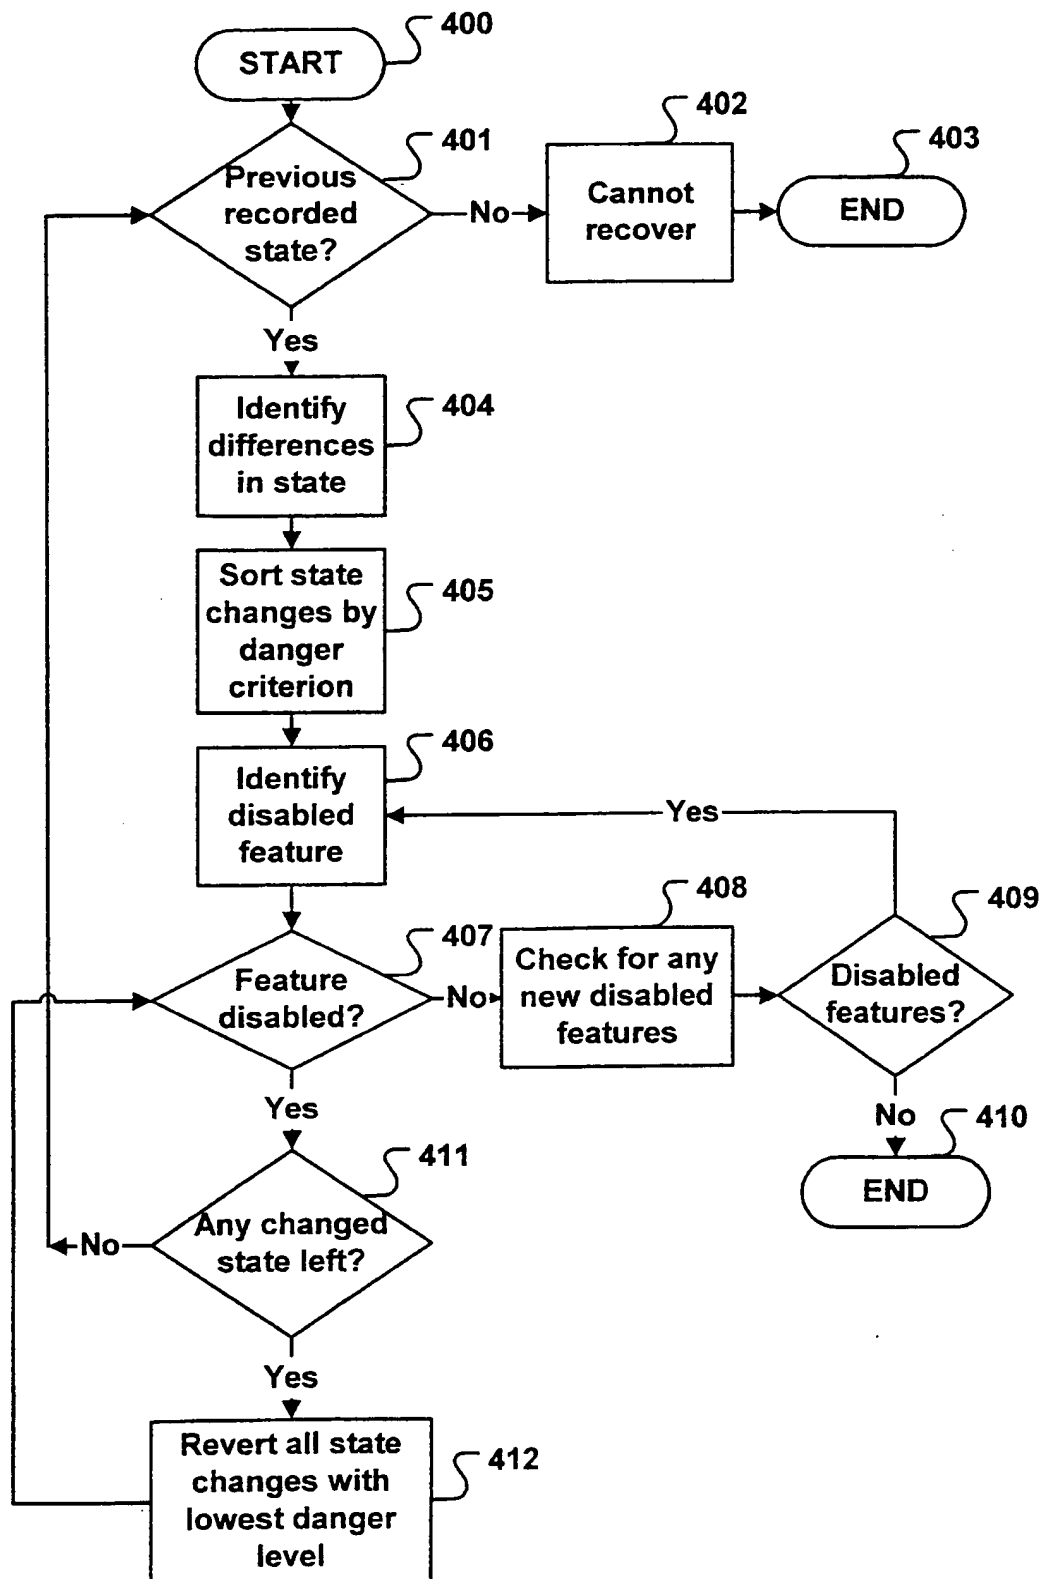 START
400
Previous
recorded
state?
401
No
Cannot
recover
402
END
403
Yes
Identify
differences
in state
404
Sort state
changes by
danger
criterion
405
Identify
disabled
feature
406
Yes
Feature
disabled?
407
No
Check for any
new disabled
features
408
Disabled
features?
409
Yes
No
END
410
Any changed
state left?
411
No
Yes
Revert all state
changes with
lowest danger
level
412